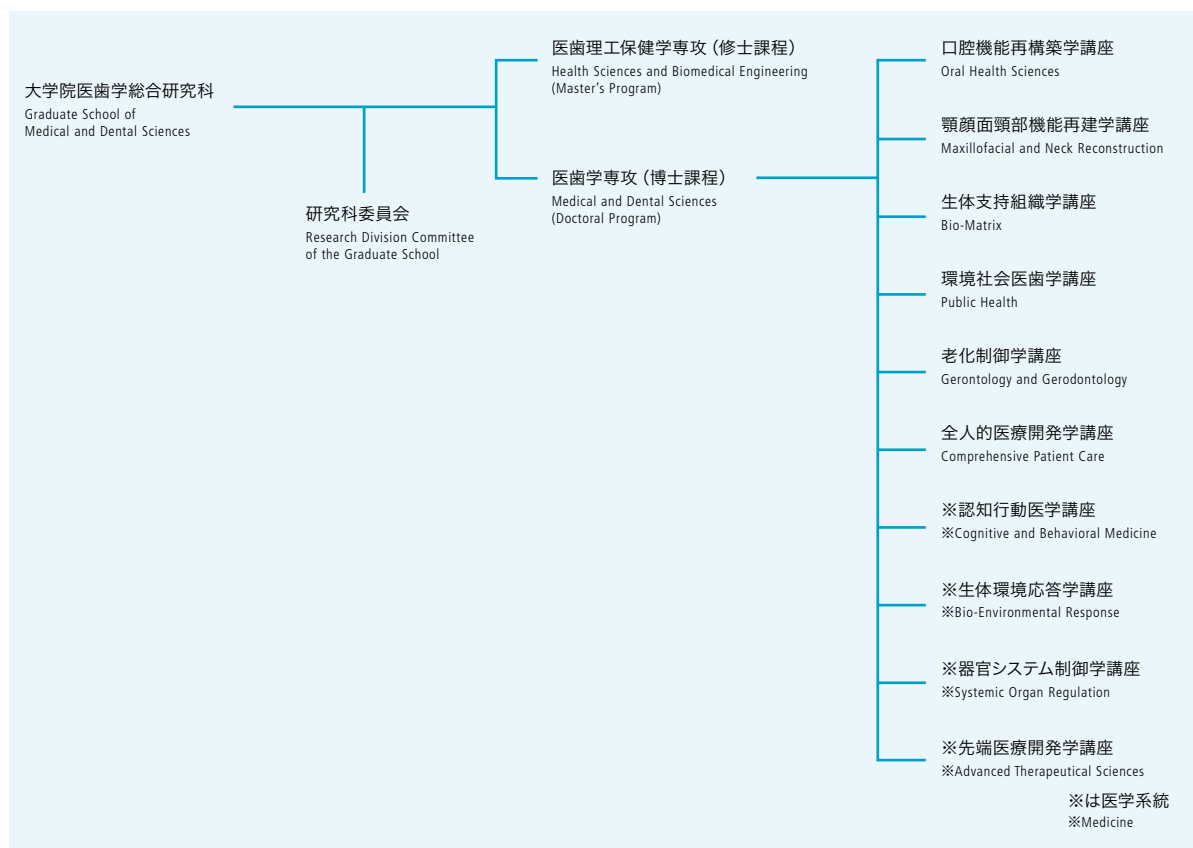 大学院医歯学総合研究科
Graduate School of
Medical and Dental Sciences
研究科委員会
Research Division Committee
of the Graduate School
医歯理工保健学専攻（修士課程）
Health Sciences and Biomedical Engineering
(Master's Program)
医歯学専攻（博士課程）
Medical and Dental Sciences
(Doctoral Program)
口腔機能再構築学講座
Oral Health Sciences
顎顔面頸部機能再建学講座
Maxillofacial and Neck Reconstruction
生体支持組織学講座
Bio-Matrix
環境社会医歯学講座
Public Health
老化制御学講座
Gerontology and Gerodontology
全人的医療開発学講座
Comprehensive Patient Care
※認知行動医学講座
※Cognitive and Behavioral Medicine
※生体環境応答学講座
※Bio-Environmental Response
※器官システム制御学講座
※Systemic Organ Regulation
※先端医療開発学講座
※Advanced Therapeutical Sciences
※は医学系統
※Medicine